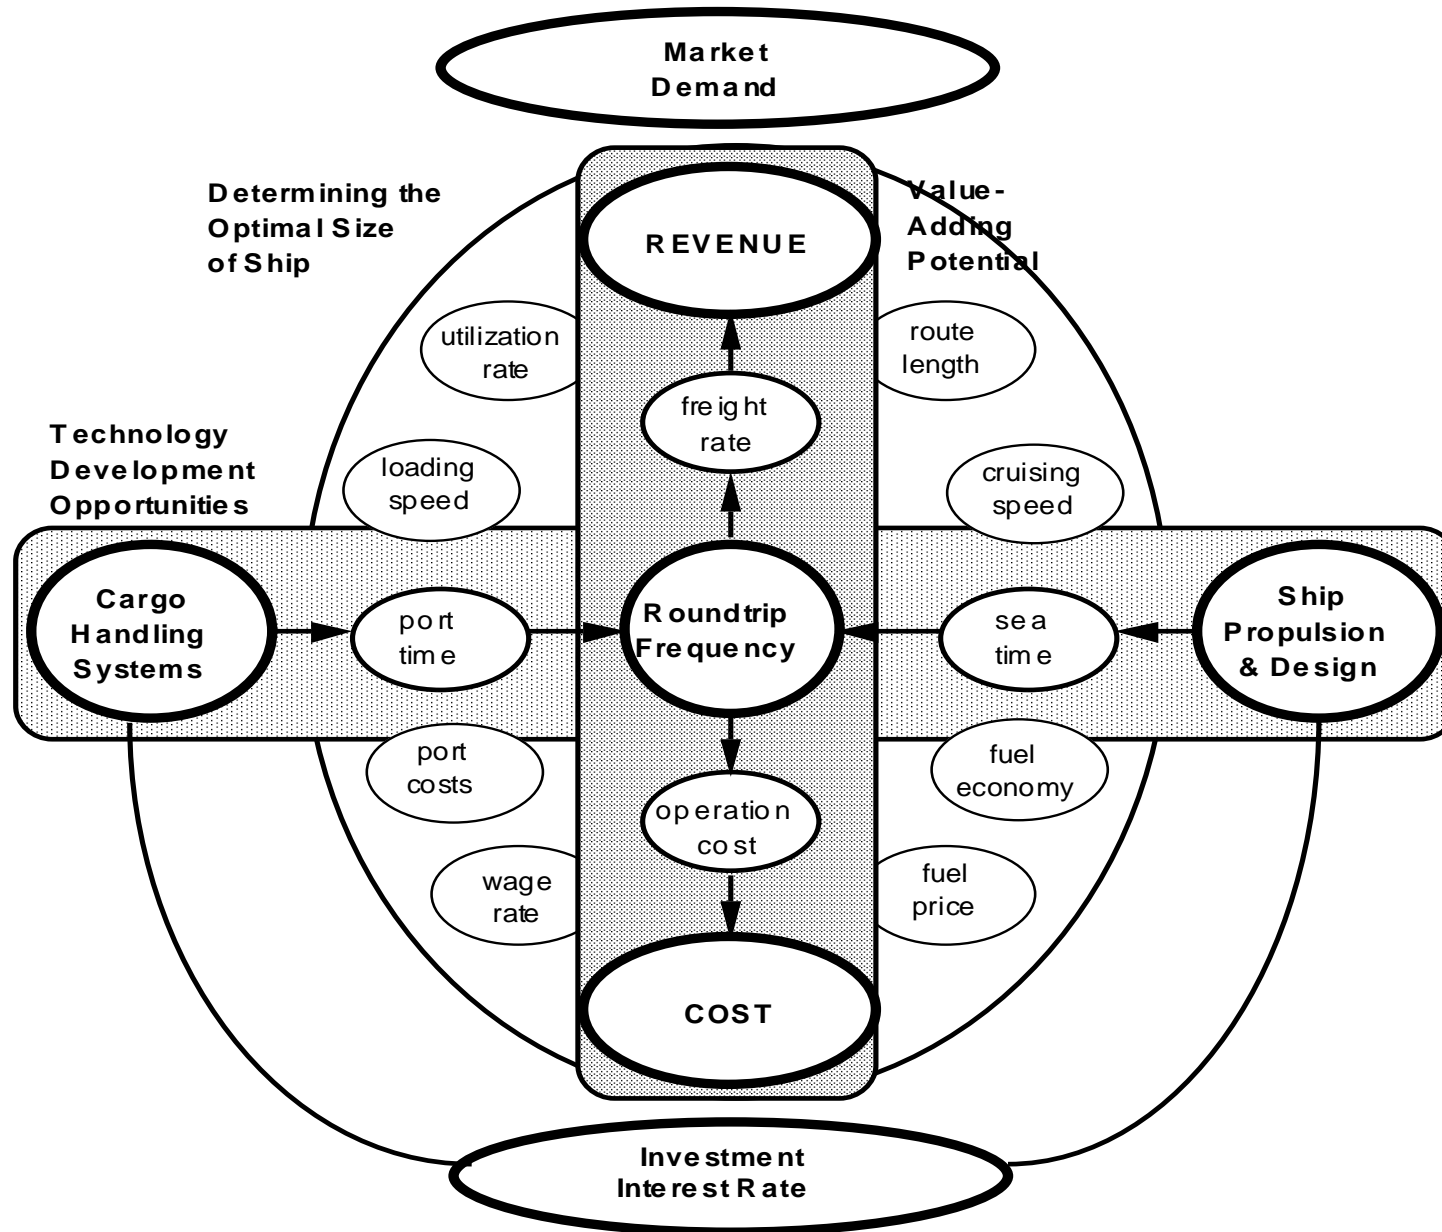 Market
Demand
Determining the
Optimal Size
of Ship
Value-
Adding
Potential
REVENUE
utilization
rate
route
length
freight
rate
Technology
Development
Opportunities
loading
speed
cruising
speed
Cargo
Handling
Systems
port
time
Roundtrip
Frequency
sea
time
Ship
Propulsion
& Design
port
costs
fuel
economy
operation
cost
wage
rate
fuel
price
COST
Investment
Interest Rate